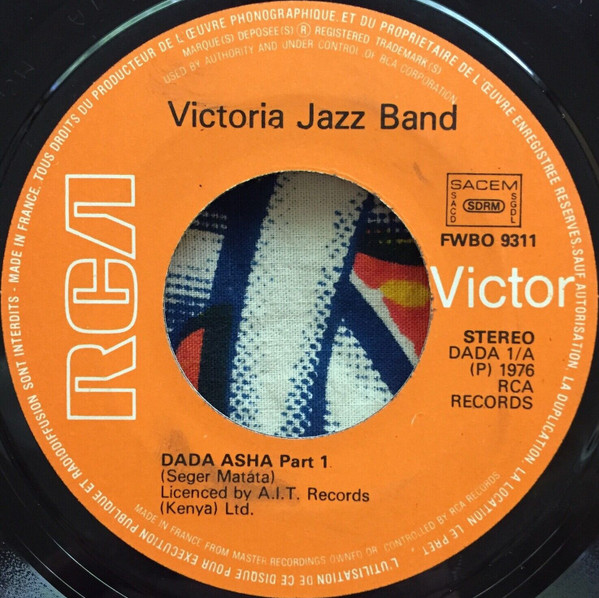 TOUS DROITS DU PRODUCTEUR DE L'ŒUVRE PHONOGRAPHIQUE ET DU PROPRIETAIRE DE L'ŒUVRE ENREGISTREE RESERVES. SAUF AUTORISATION, LA DUPLICATION, LA LOCATION, LE PRET, L'UTILISATION DE CE DISQUE POUR EXECUTION PUBLIQUE ET RADIODIFFUSION SONT INTERDITS - MADE IN FRANCE.
MARQUE(S) DEPOSEE(S) ® REGISTERED TRADEMARK(S)
USED BY AUTHORITY AND UNDER CONTROL OF RCA CORPORATION
Victoria Jazz Band
RCA
SACEM
SACD
SDRM
SGDL
FWBO 9311
Victor
STEREO
DADA 1/A
(P) 1976
RCA
RECORDS
DADA ASHA Part 1
(Seger Matáta)
Licenced by A.I.T. Records
(Kenya) Ltd.
MADE IN FRANCE FROM MASTER RECORDINGS OWNED OR CONTROLLED BY RCA RECORDS